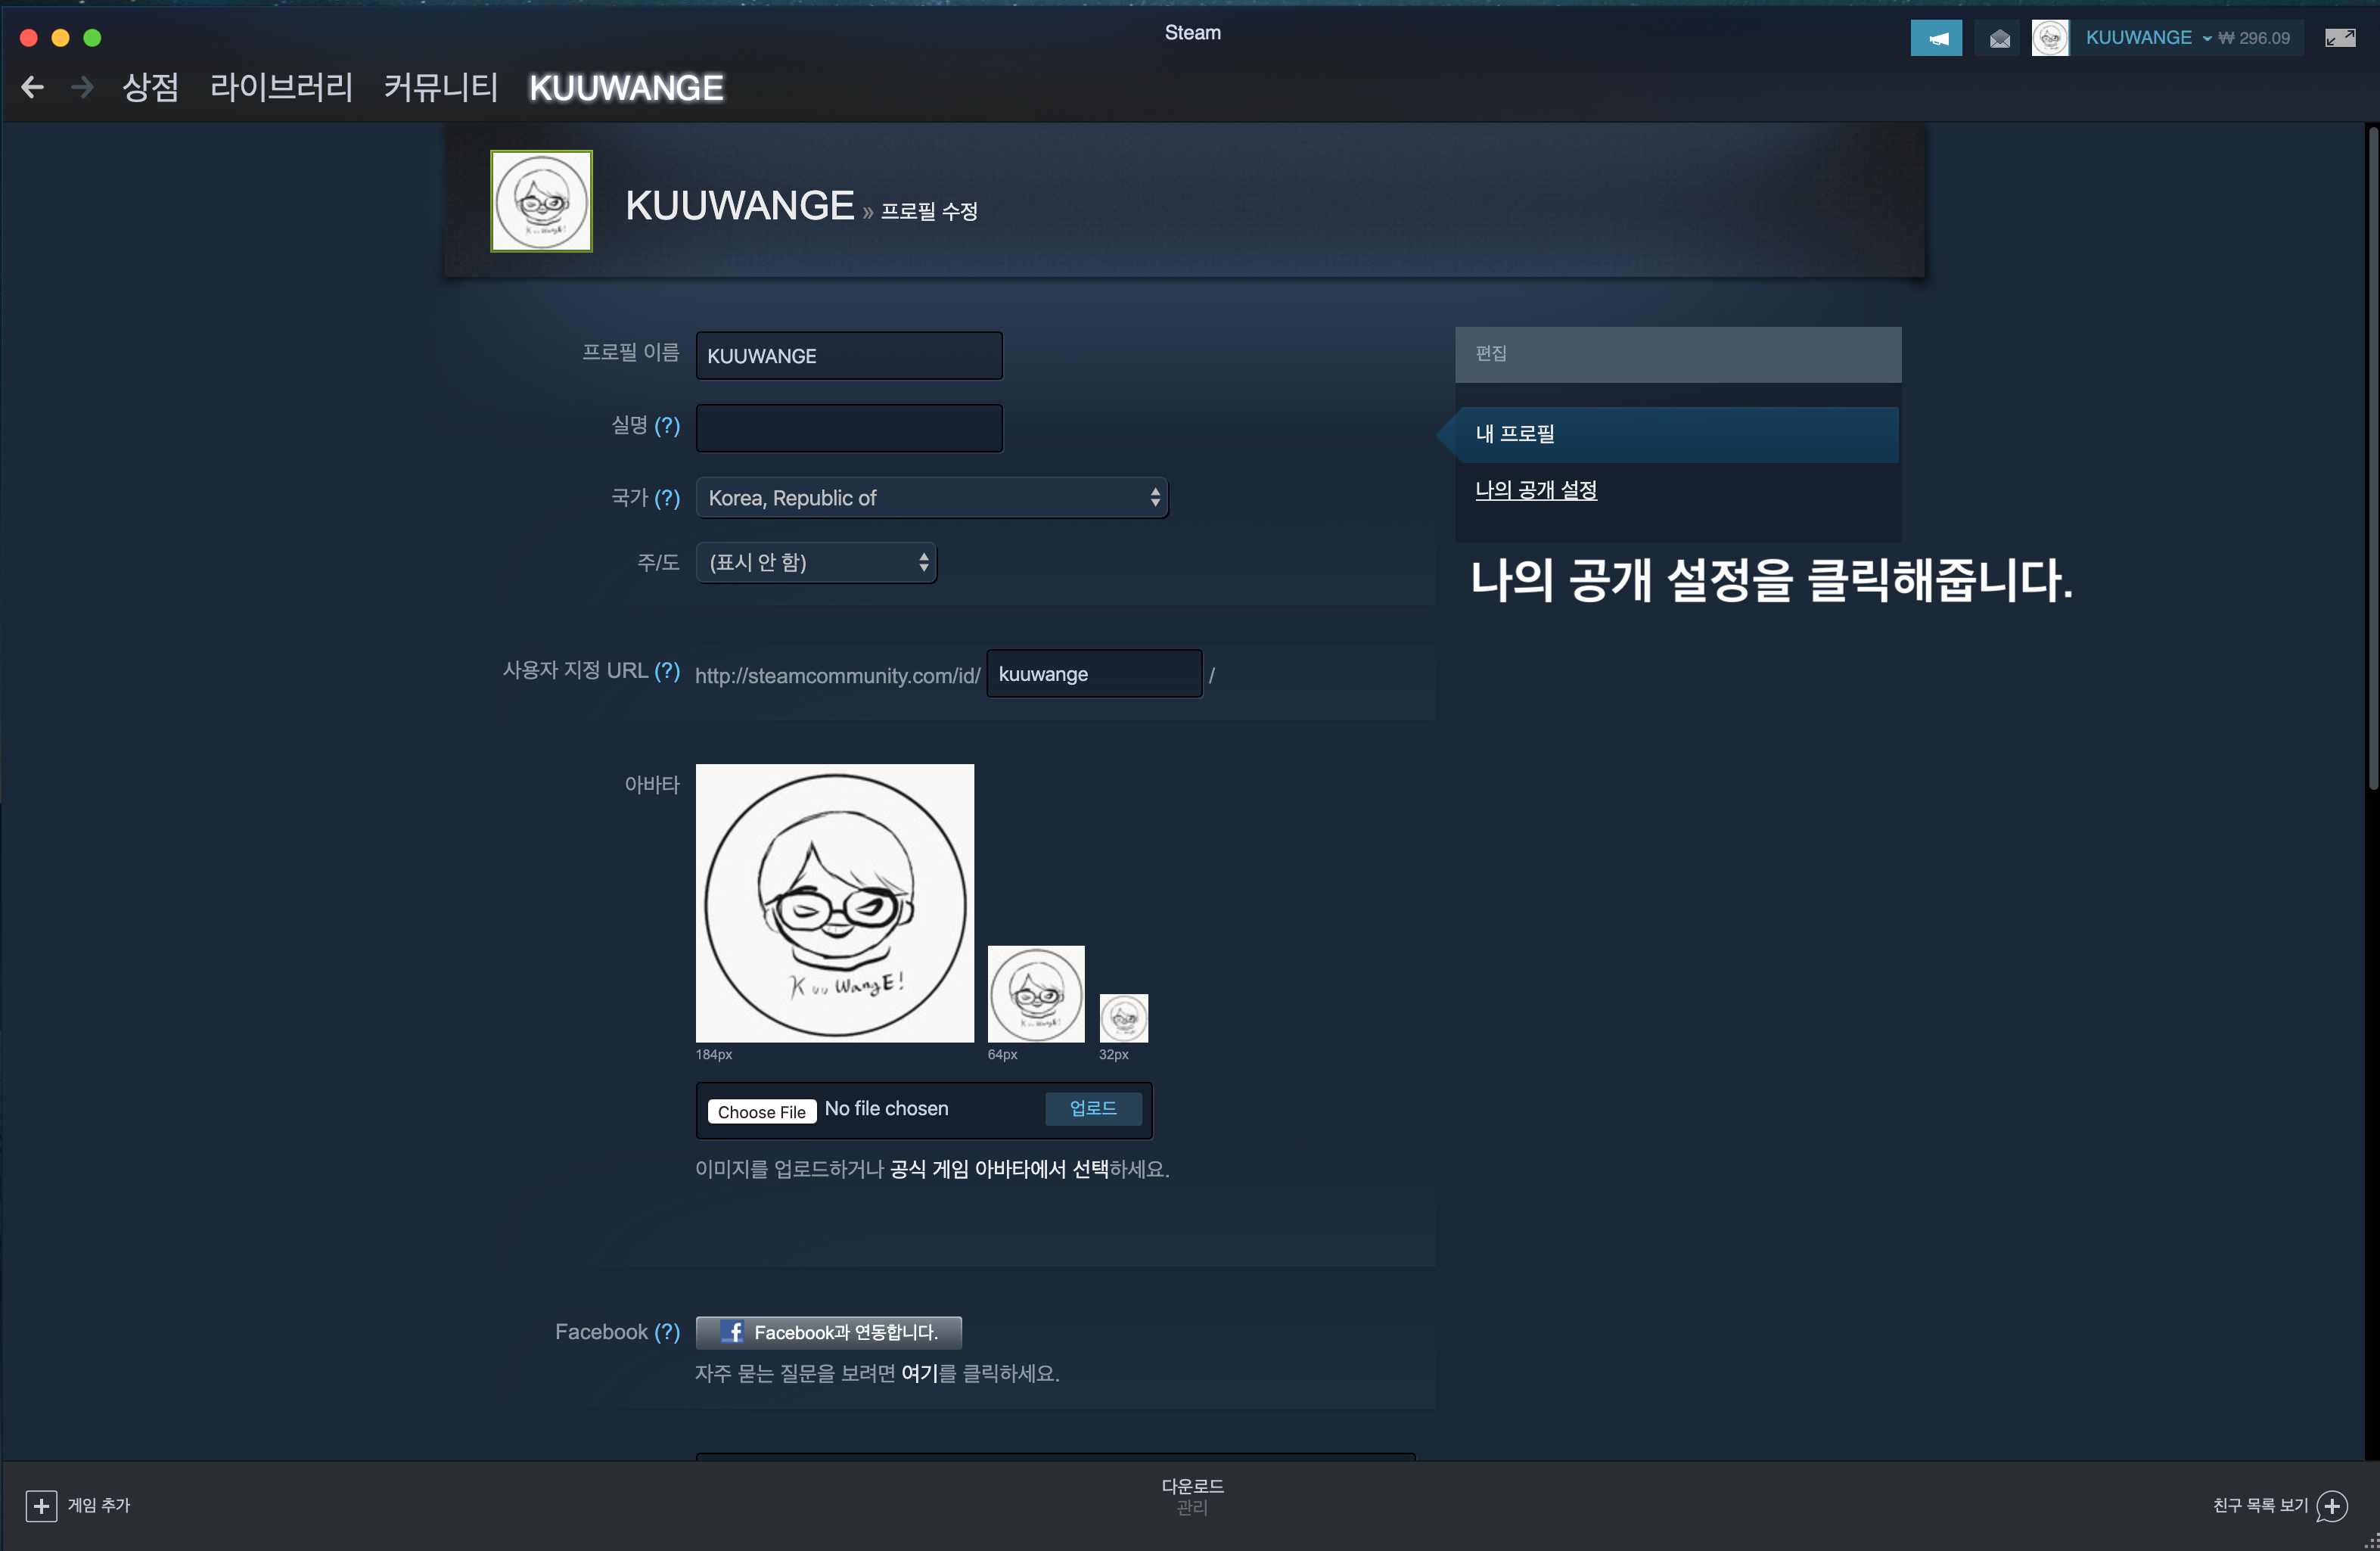 Steam
KUUWANGE ₩ 296.09
상점 라이브러리 커뮤니티 KUUWANGE
KUUWANGE » 프로필 수정
프로필 이름 KUUWANGE
편집
실명 (?)
내 프로필
국가 (?) Korea, Republic of
나의 공개 설정
주/도 (표시 안 함)
나의 공개 설정을 클릭해줍니다.
사용자 지정 URL (?) http://steamcommunity.com/id/ kuuwange /
아바타
Kuu WangE!
184px 64px 32px
Choose File No file chosen 업로드
이미지를 업로드하거나 공식 게임 아바타에서 선택하세요.
Facebook (?) Facebook과 연동합니다.
자주 묻는 질문을 보려면 여기를 클릭하세요.
다운로드
관리
게임 추가
친구 목록 보기